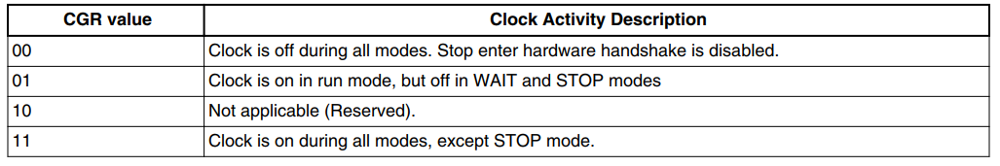 CGR value Clock Activity Description
00 Clock is off during all modes. Stop enter hardware handshake is disabled.
01 Clock is on in run mode, but off in WAIT and STOP modes
10 Not applicable (Reserved).
11 Clock is on during all modes, except STOP mode.